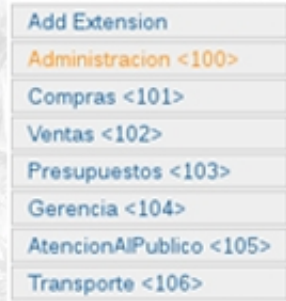 Add Extension
Administracion <100>
Compras <101>
Ventas <102>
Presupuestos <103>
Gerencia <104>
AtencionAlPublico <105>
Transporte <106>